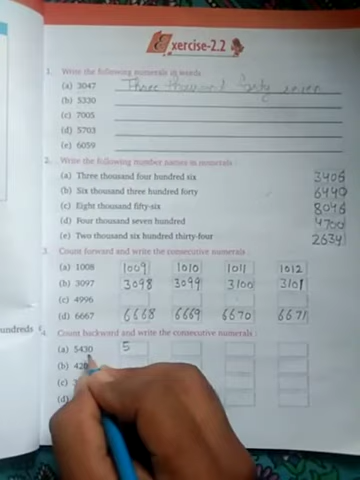 Exercise-2.2
1. Write the following numerals in words
(a) 3047 Three thousand forty seven
(b) 5330
(c) 7005
(d) 5703
(e) 6059
2. Write the following number names in numerals :
(a) Three thousand four hundred six 3406
(b) Six thousand three hundred forty
(c) Eight thousand fifty-six
(d) Four thousand seven hundred 4700
(e) Two thousand six hundred thirty-four 2634
3. Count forward and write the consecutive numerals
(a) 1008 1009 1010 1011 1012
(b) 3097 3098 3099 3100 3101
(c) 4996
(d) 6667 6668 6669 6670 6671
4. Count backward and write the consecutive numerals :
(a) 5430 5
(b)
(c)
(d)